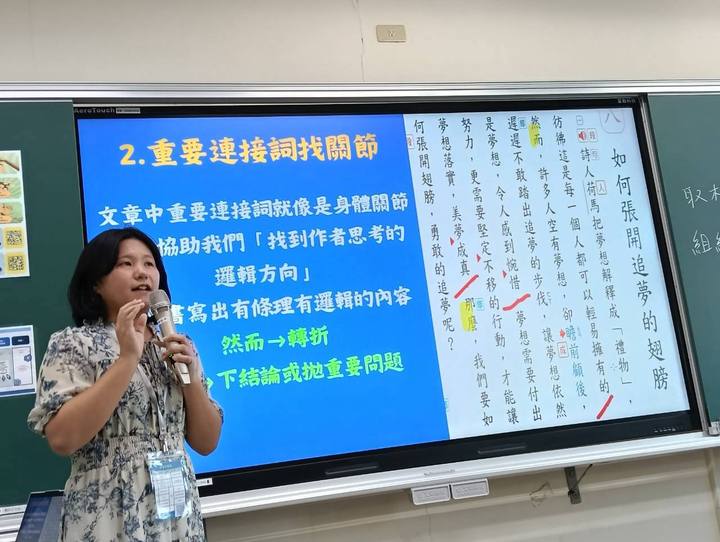 AeroTouch
2.重要連接詞找關節
文章中重要連接詞就像是身體關節
協助我們「找到作者思考的
邏輯方向」
書寫出有條理有邏輯的內容
然而→轉折
→下結論或拋重要問題
八
如何張開追夢的翅膀
詩人荷馬把夢想解釋成「禮物」，
彷彿這是每一個人都可以輕易擁有的
然而，許多人空有夢想，卻瞻前顧後，
遲遲不敢踏出追夢的步伐，讓夢想依然
是夢想，令人感到惋惜。夢想需要付出
努力，更需要堅定不移的行動，才能讓
夢想落實，美夢成真。那麼，我們要如
何張開翅膀，勇敢的追夢呢？
取材
組織